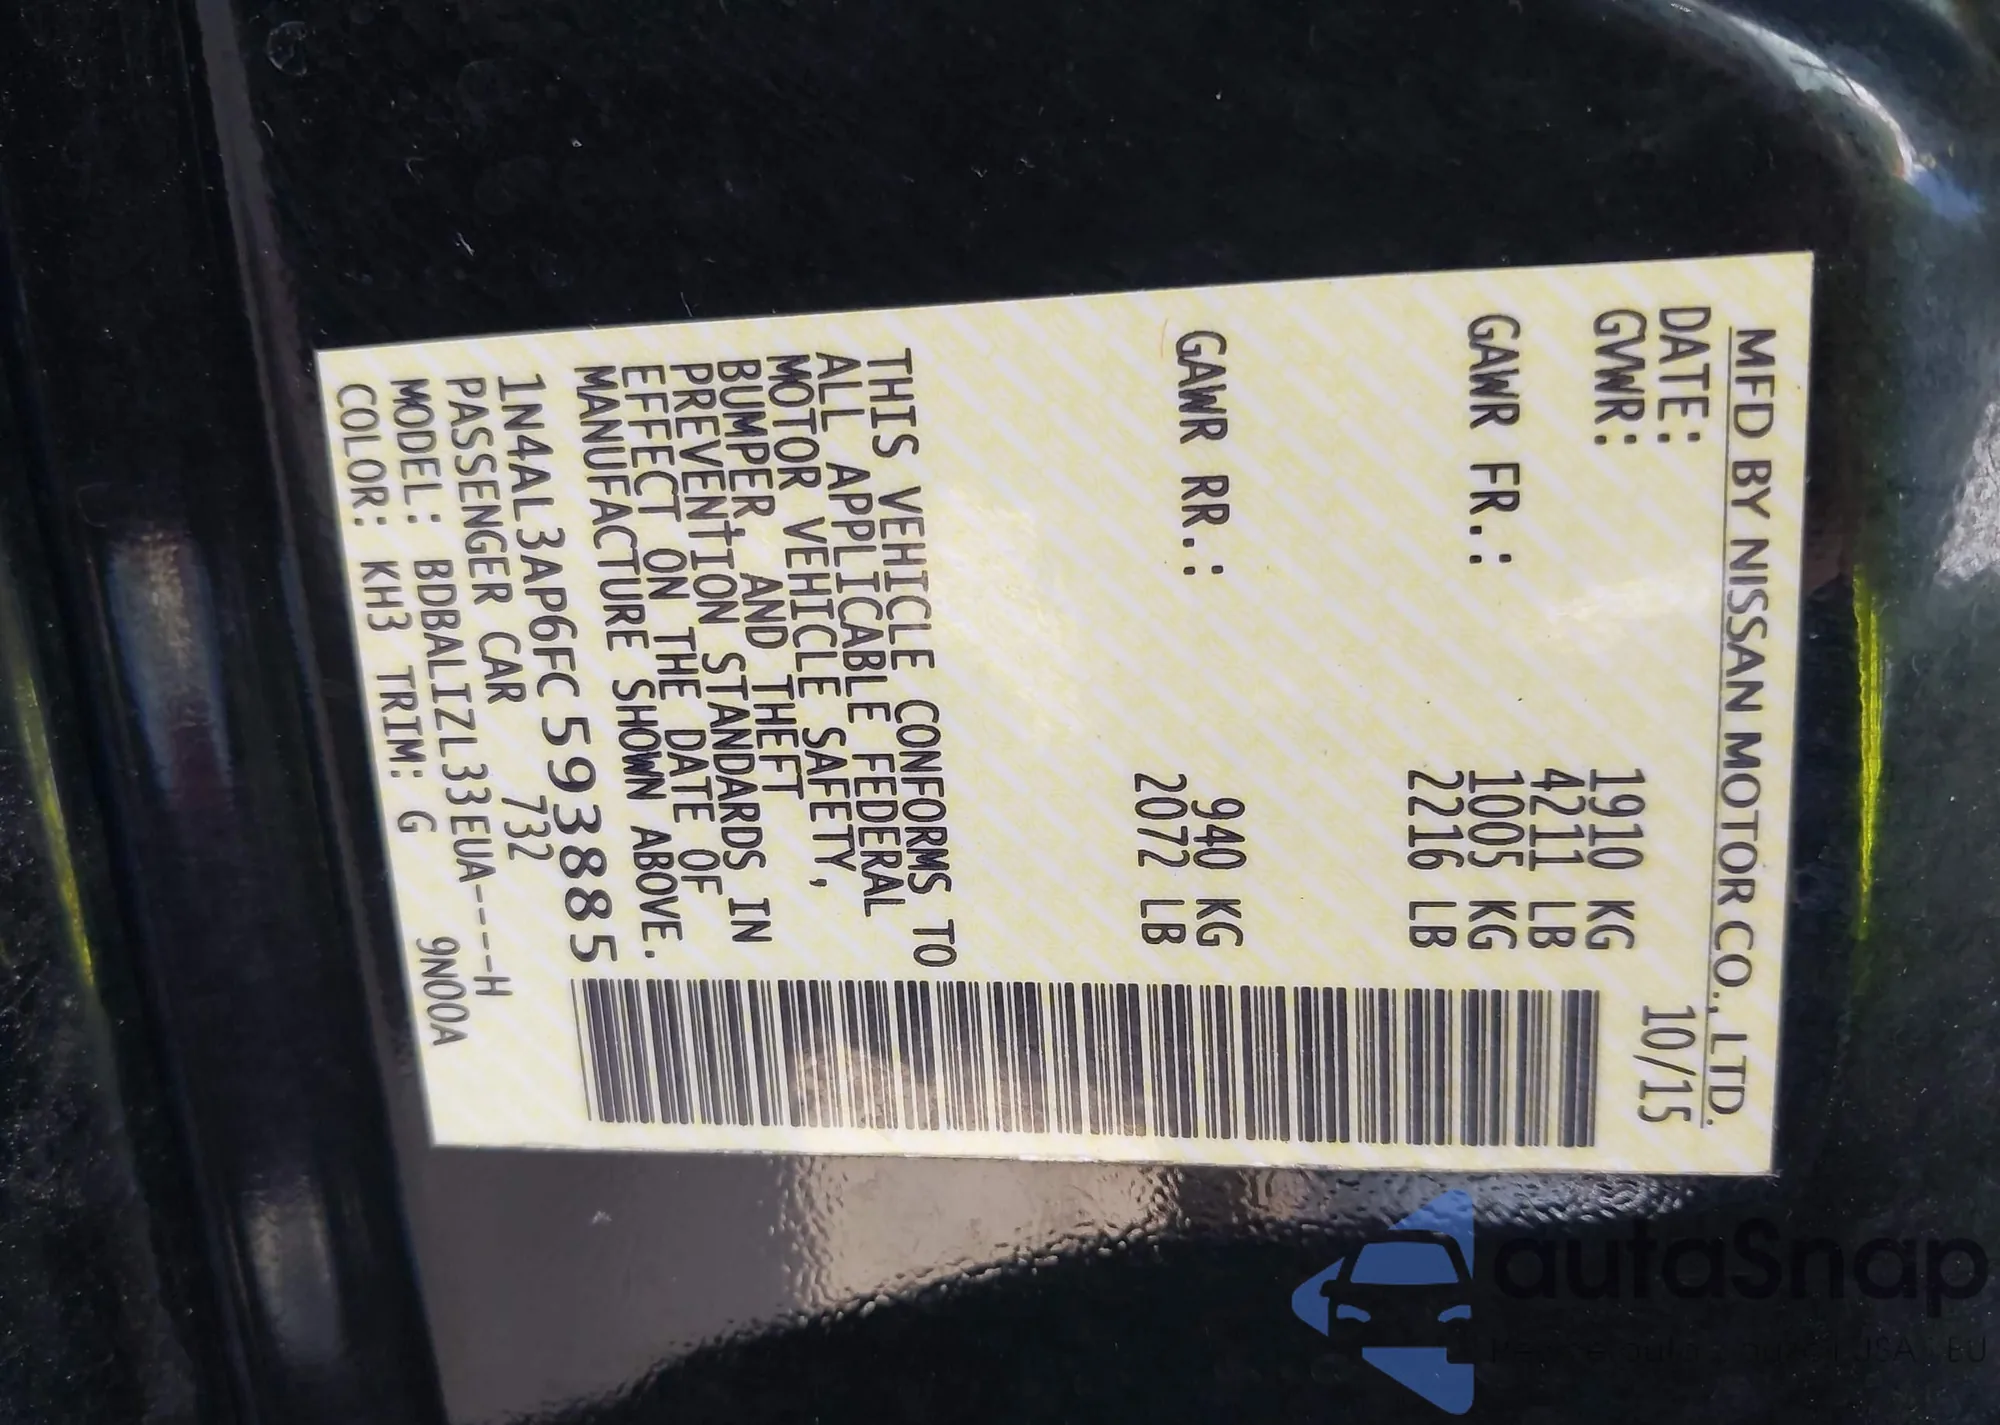 MFD BY NISSAN MOTOR CO., LTD.
DATE: 10/15
GVWR: 1910 KG
4211 LB
GAWR FR.: 1005 KG
2216 LB
GAWR RR.: 940 KG
2072 LB
THIS VEHICLE CONFORMS TO
ALL APPLICABLE FEDERAL
MOTOR VEHICLE SAFETY,
BUMPER, AND THEFT
PREVENTION STANDARDS IN
EFFECT ON THE DATE OF
MANUFACTURE SHOWN ABOVE.
1N4AL3AP6FC593885
PASSENGER CAR 732
MODEL: BDBALIZL33EUA----H
COLOR: KH3 TRIM: G 9N00A
autaSnap
USA EU